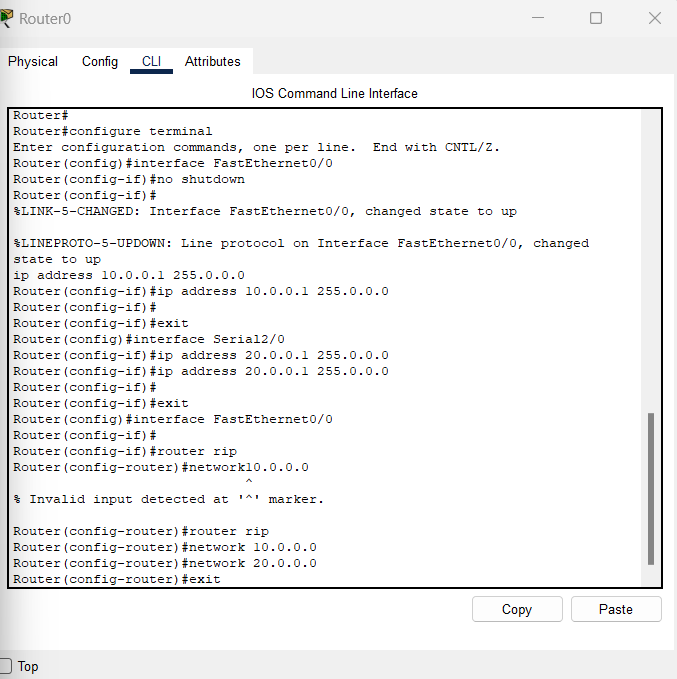 Router0
Physical Config CLI Attributes
IOS Command Line Interface
Router#
Router#configure terminal
Enter configuration commands, one per line.  End with CNTL/Z.
Router(config)#interface FastEthernet0/0
Router(config-if)#no shutdown
Router(config-if)#
%LINK-5-CHANGED: Interface FastEthernet0/0, changed state to up
%LINEPROTO-5-UPDOWN: Line protocol on Interface FastEthernet0/0, changed
state to up
ip address 10.0.0.1 255.0.0.0
Router(config-if)#ip address 10.0.0.1 255.0.0.0
Router(config-if)#
Router(config-if)#exit
Router(config)#interface Serial2/0
Router(config-if)#ip address 20.0.0.1 255.0.0.0
Router(config-if)#ip address 20.0.0.1 255.0.0.0
Router(config-if)#
Router(config-if)#exit
Router(config)#interface FastEthernet0/0
Router(config-if)#
Router(config-if)#router rip
Router(config-router)#network10.0.0.0
^
% Invalid input detected at '^' marker.
Router(config-router)#router rip
Router(config-router)#network 10.0.0.0
Router(config-router)#network 20.0.0.0
Router(config-router)#exit
Copy Paste
Top